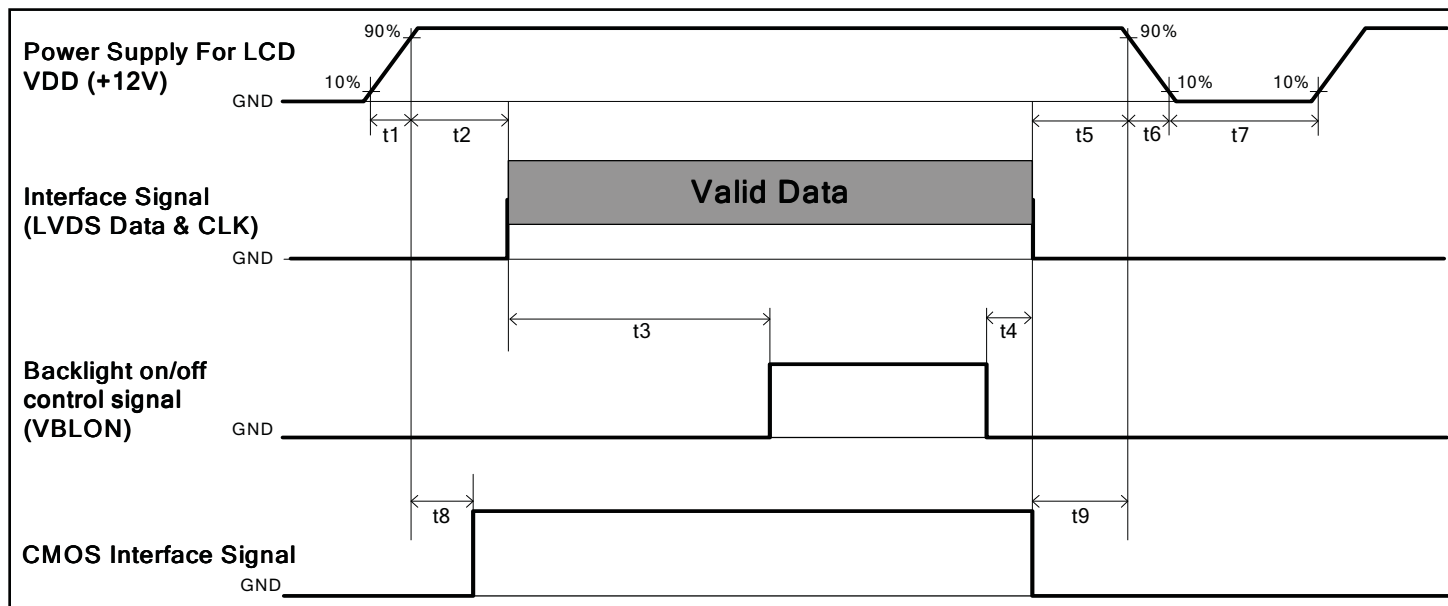 Power Supply For LCD
VDD (+12V)
90%
90%
10%
10%
10%
GND
t1
t2
t5
t6
t7
Interface Signal
(LVDS Data & CLK)
Valid Data
GND
t3
t4
Backlight on/off
control signal
(VBLON)
GND
t8
t9
CMOS Interface Signal
GND